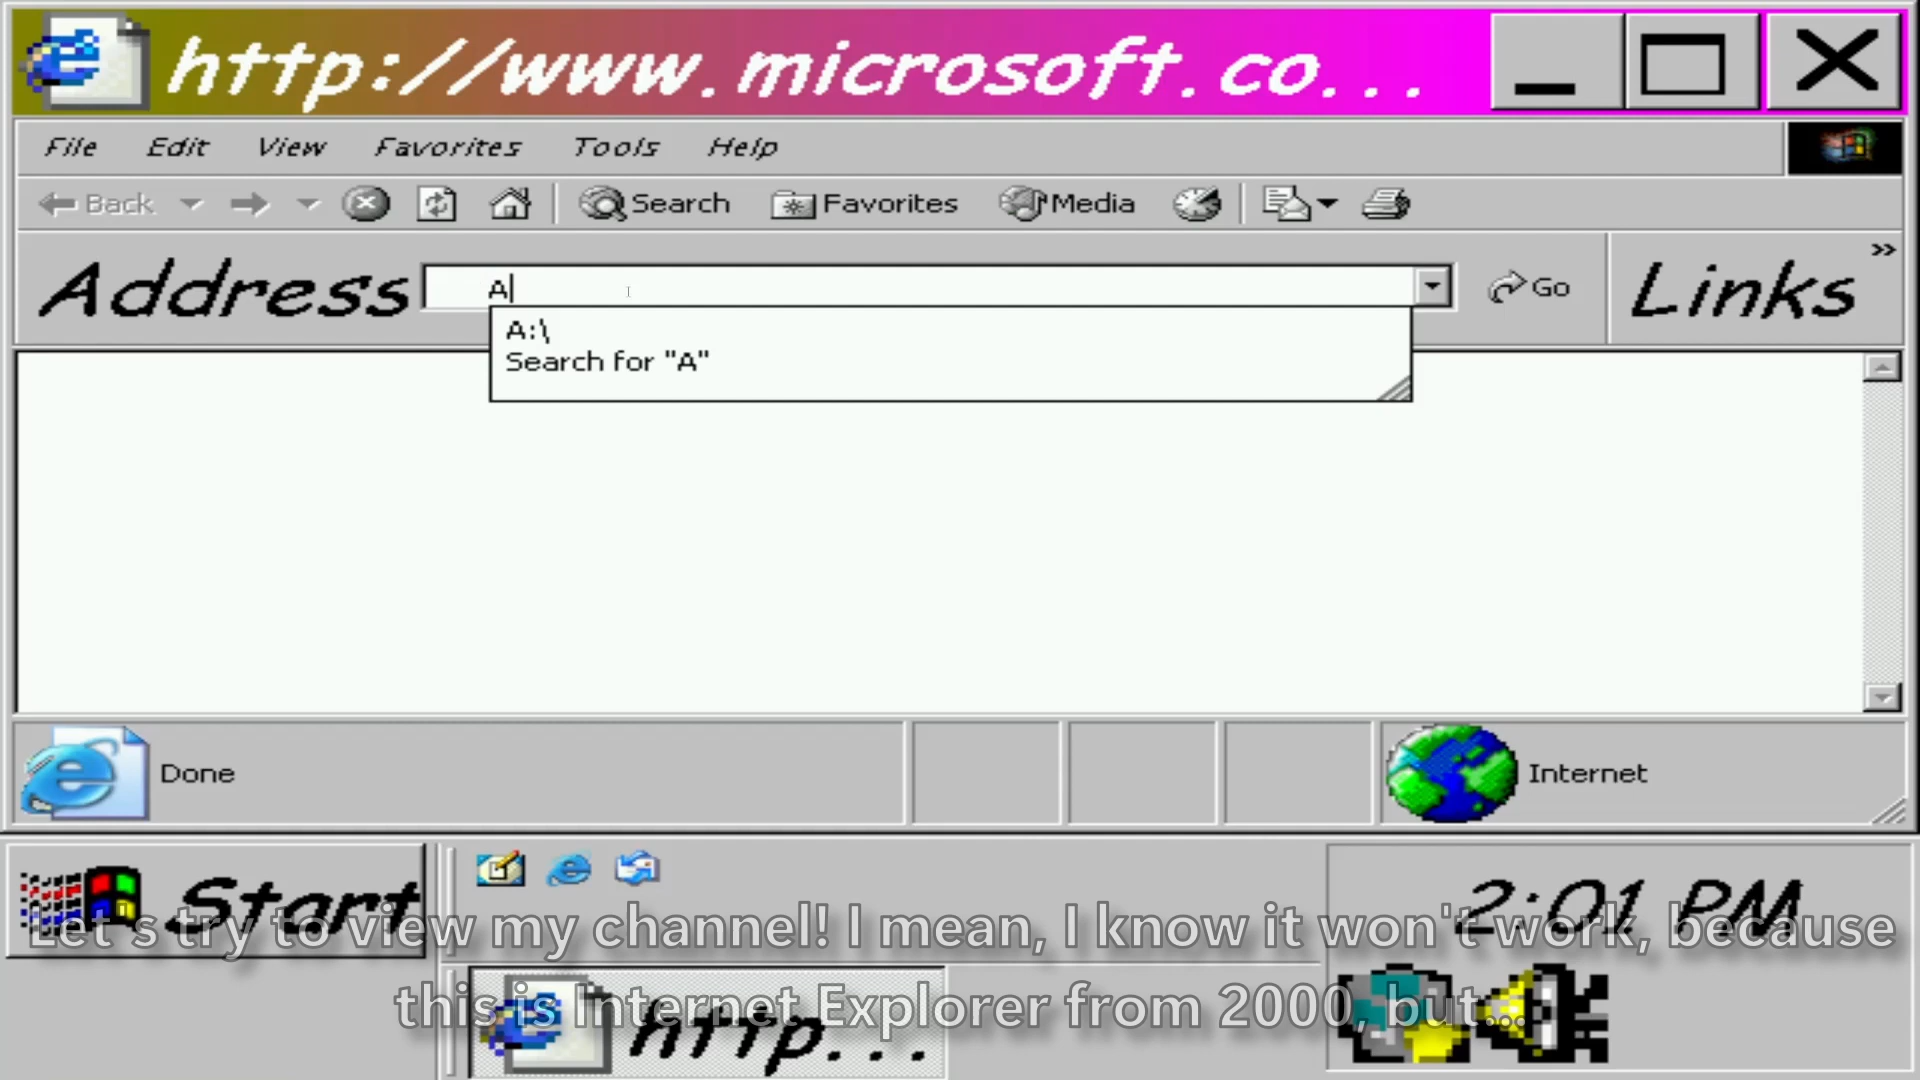 http://www.microsoft.co...
File Edit View Favorites Tools Help
Back Search Favorites Media
Address A Go Links »
A:\
Search for "A"
Done Internet
Start 2:01 PM
Let's try to view my channel! I mean, I know it won't work, because
this is Internet Explorer from 2000, but...
http...